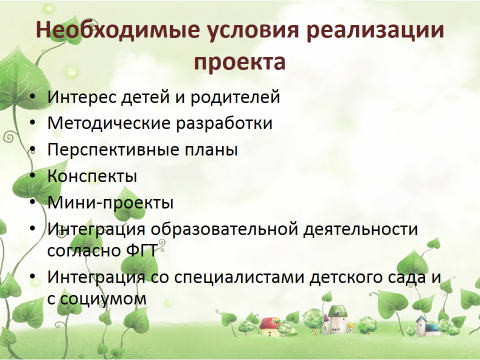 Необходимые условия реализации
проекта
• Интерес детей и родителей
• Методические разработки
• Перспективные планы
• Конспекты
• Мини-проекты
• Интеграция образовательной деятельности
согласно ФГТ
• Интеграция со специалистами детского сада и
с социумом